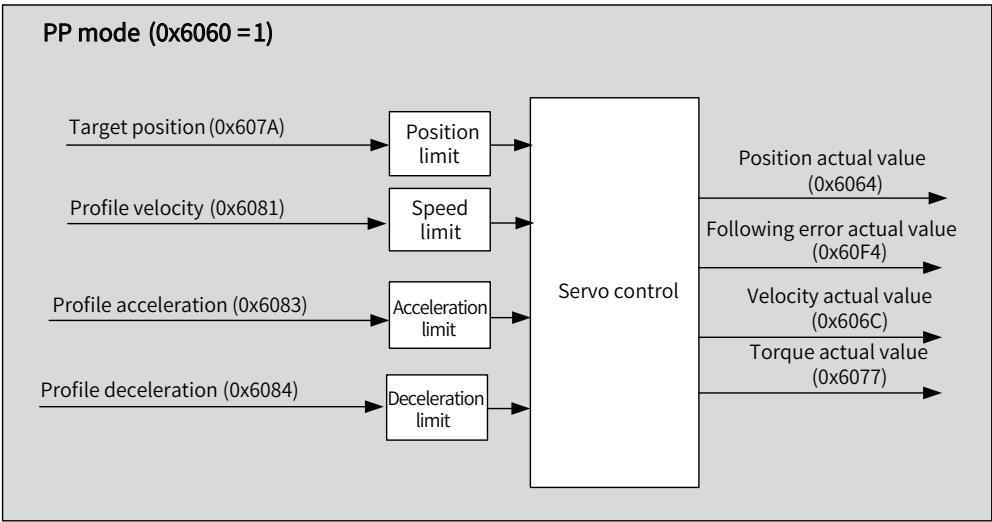 PP mode (0x6060 =1)
Target position (0x607A)
Position
limit
Profile velocity (0x6081)
Speed
limit
Profile acceleration (0x6083)
Acceleration
limit
Profile deceleration (0x6084)
Deceleration
limit
Servo control
Position actual value
(0x6064)
Following error actual value
(0x60F4)
Velocity actual value
(0x606C)
Torque actual value
(0x6077)